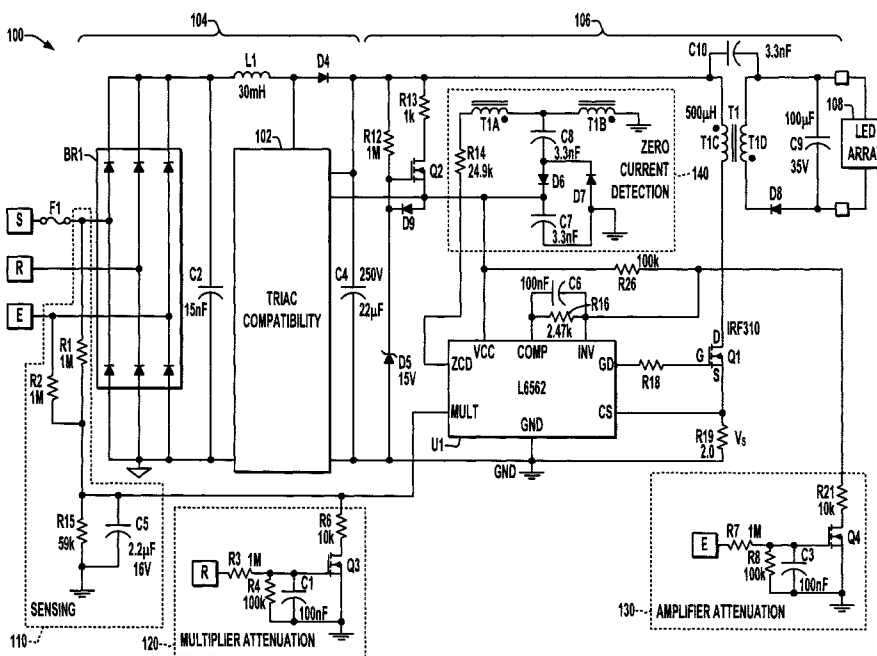 100
104
106
C10
3.3nF
L1
30mH
D4
R13
1k
R12
1M
Q2
D9
T1A
T1B
C8
3.3nF
R14
24.9k
D6
D7
C7
3.3nF
ZERO
CURRENT
DETECTION
140
500µH
T1
T1C
T1D
100µF
C9
35V
108
LED
ARRA
D8
BR1
102
S
F1
R
E
C2
15nF
TRIAC
COMPATIBILITY
C4
250V
22µF
D5
15V
R1
1M
R2
1M
100k
R26
100nF
C6
R16
2.47k
VCC
COMP
INV
ZCD
L6562
GD
MULT
GND
CS
U1
R18
IRF310
D
G
S
Q1
R19
2.0
Vs
GND
R15
59k
C5
2.2µF
16V
SENSING
110
R6
10k
R
R3
1M
R4
100k
C1
100nF
Q3
120
MULTIPLIER ATTENUATION
R21
10k
E
R7
1M
R8
100k
C3
100nF
Q4
130
AMPLIFIER ATTENUATION